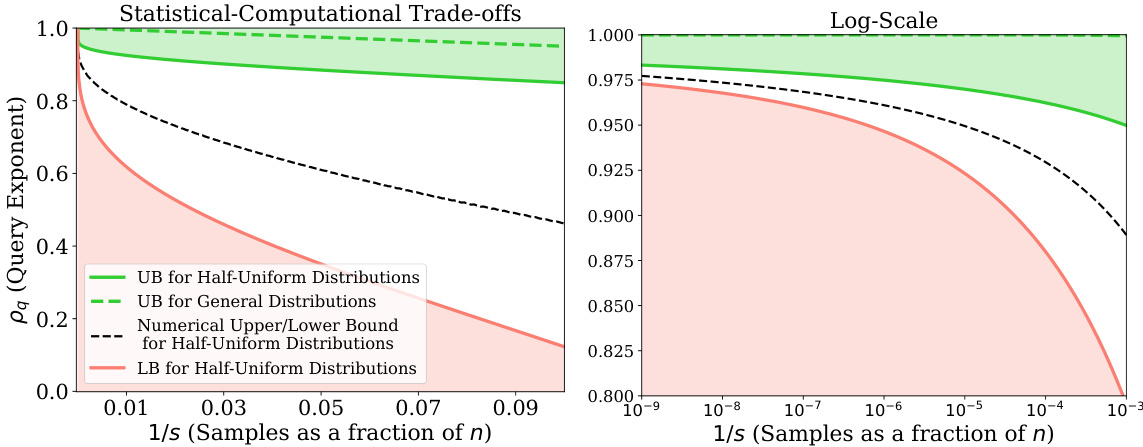 Statistical-Computational Trade-offs
1.0
0.8
0.6
0.4
0.2
0.0
ρq (Query Exponent)
UB for Half-Uniform Distributions
UB for General Distributions
Numerical Upper/Lower Bound
for Half-Uniform Distributions
LB for Half-Uniform Distributions
0.01 0.03 0.05 0.07 0.09
1/s (Samples as a fraction of n)
Log-Scale
1.000
0.975
0.950
0.925
0.900
0.875
0.850
0.825
0.800
10⁻⁹ 10⁻⁸ 10⁻⁷ 10⁻⁶ 10⁻⁵ 10⁻⁴ 10⁻³
1/s (Samples as a fraction of n)